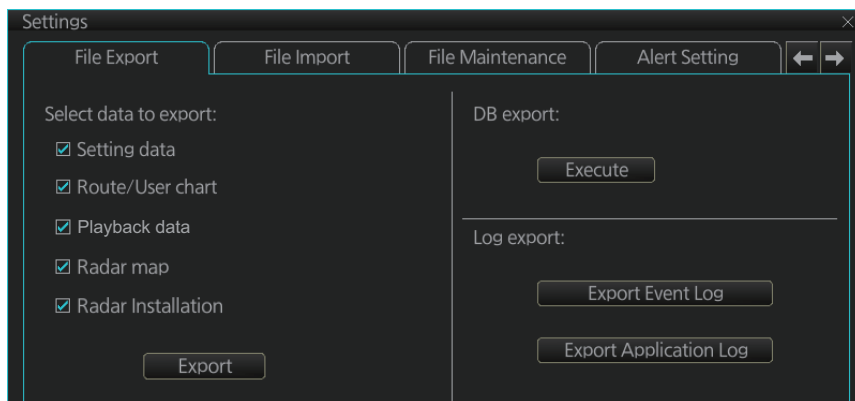 Settings
File Export
File Import
File Maintenance
Alert Setting
Select data to export:
Setting data
Route/User chart
Playback data
Radar map
Radar Installation
Export
DB export:
Execute
Log export:
Export Event Log
Export Application Log